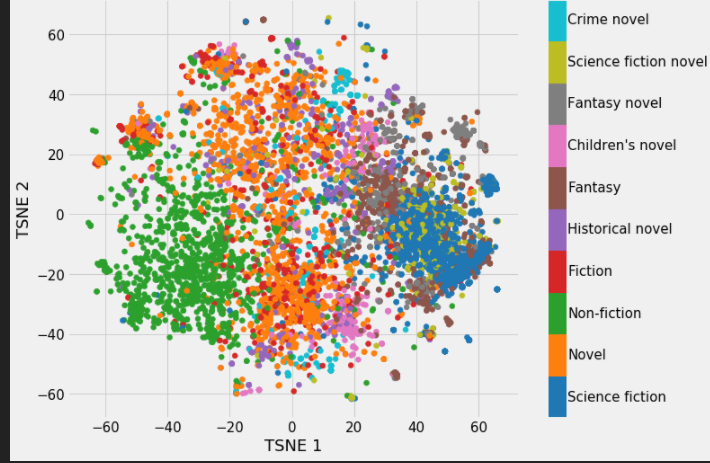 60
40
20
0
−20
−40
−60
TSNE 2
−60 −40 −20 0 20 40 60
TSNE 1
Crime novel
Science fiction novel
Fantasy novel
Children's novel
Fantasy
Historical novel
Fiction
Non-fiction
Novel
Science fiction